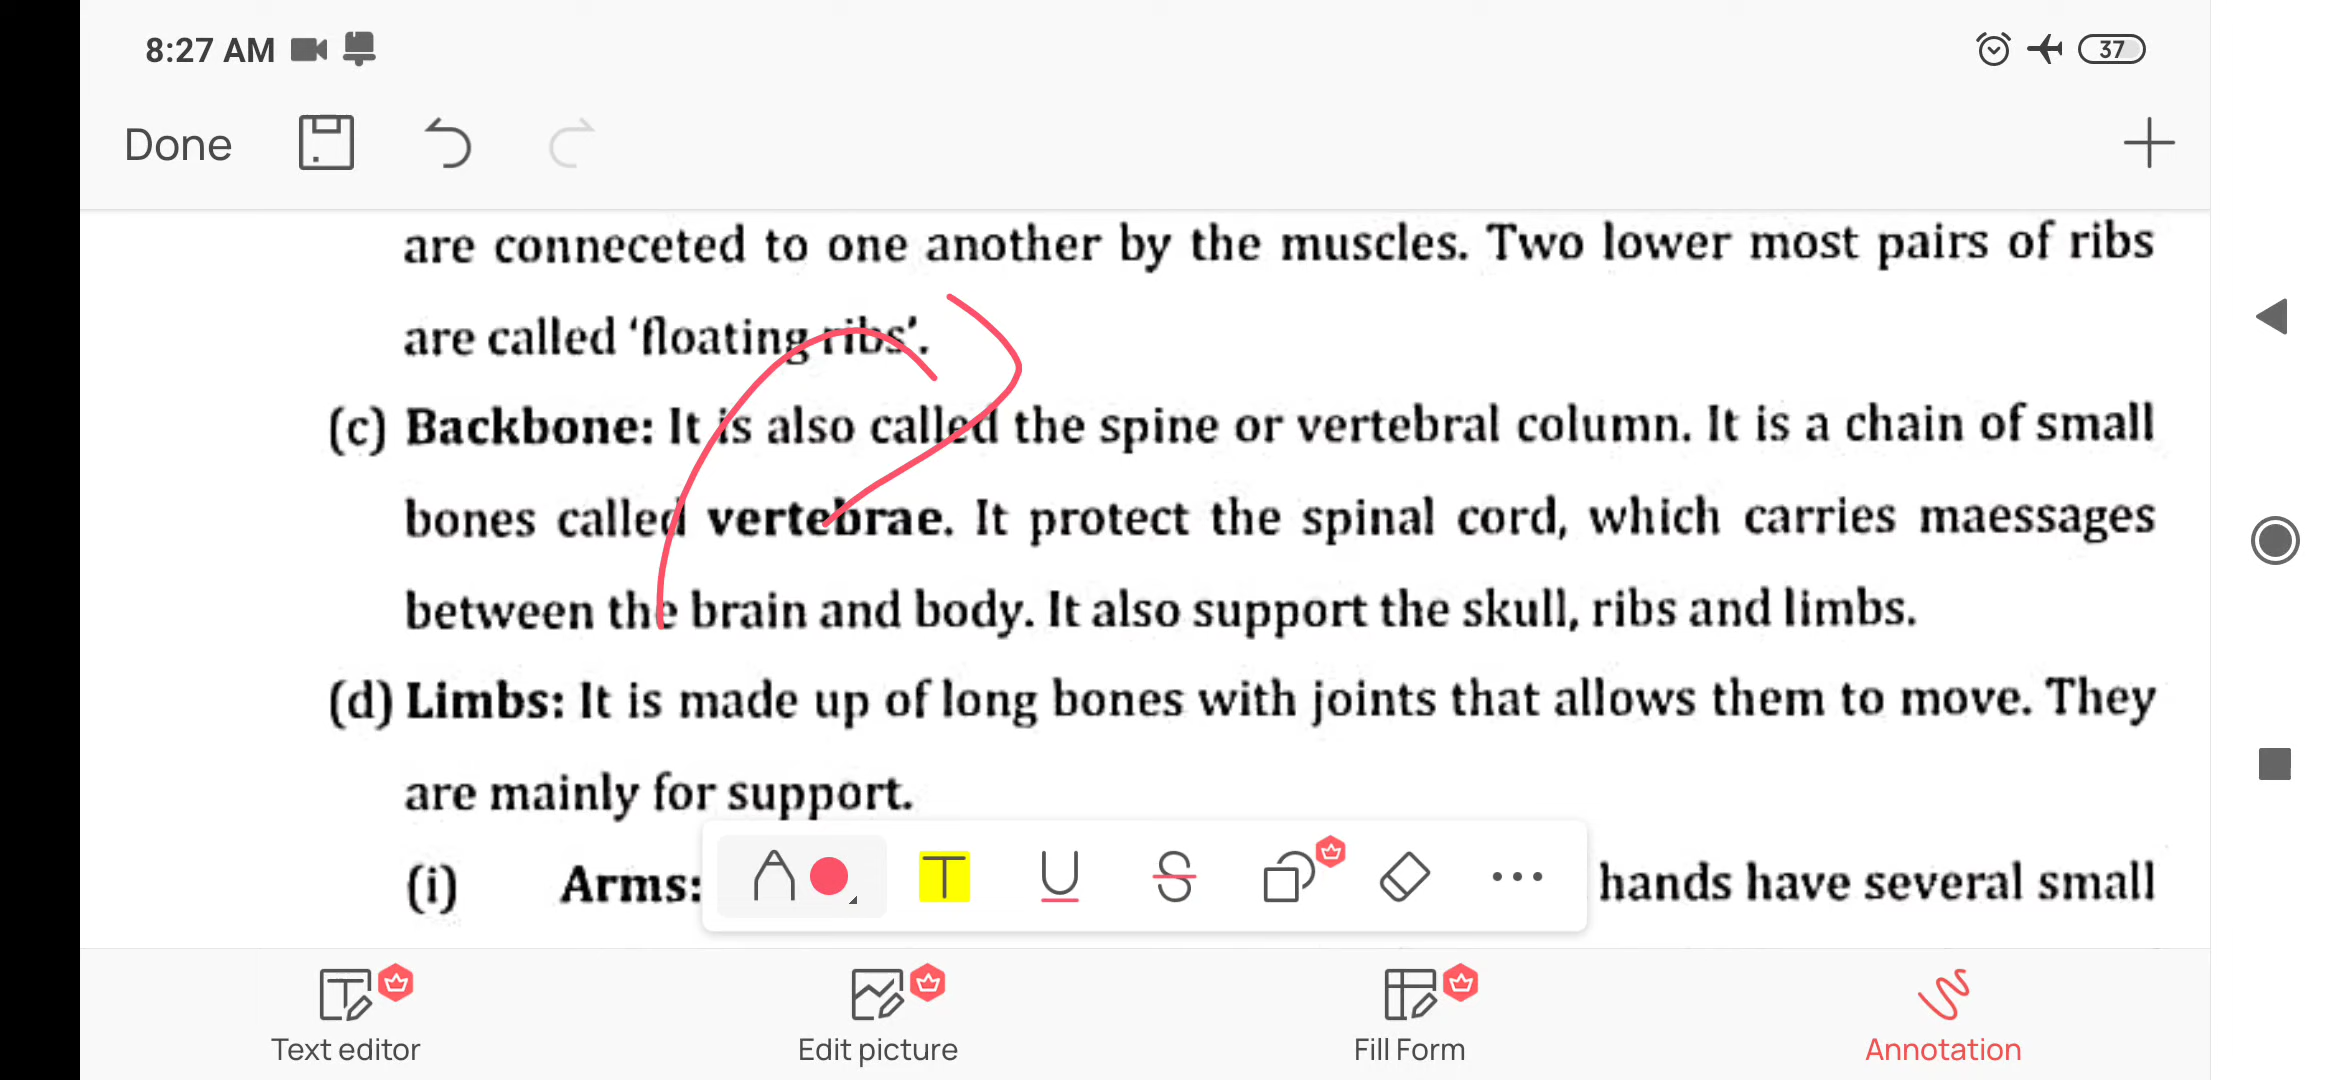 8:27 AM
37
Done
are conneceted to one another by the muscles. Two lower most pairs of ribs
are called ‘floating ribs’.
(c) Backbone: It is also called the spine or vertebral column. It is a chain of small
bones called vertebrae. It protect the spinal cord, which carries maessages
between the brain and body. It also support the skull, ribs and limbs.
(d) Limbs: It is made up of long bones with joints that allows them to move. They
are mainly for support.
(i) Arms: hands have several small
T U S
Text editor Edit picture Fill Form Annotation